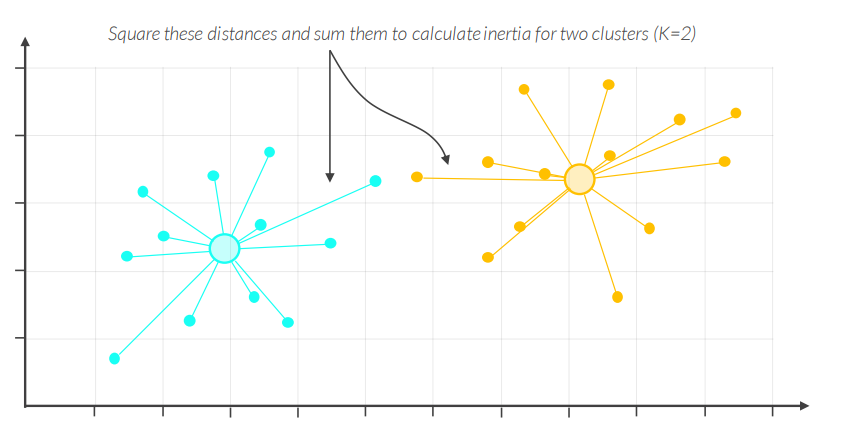 Square these distances and sum them to calculate inertia for two clusters (K=2)